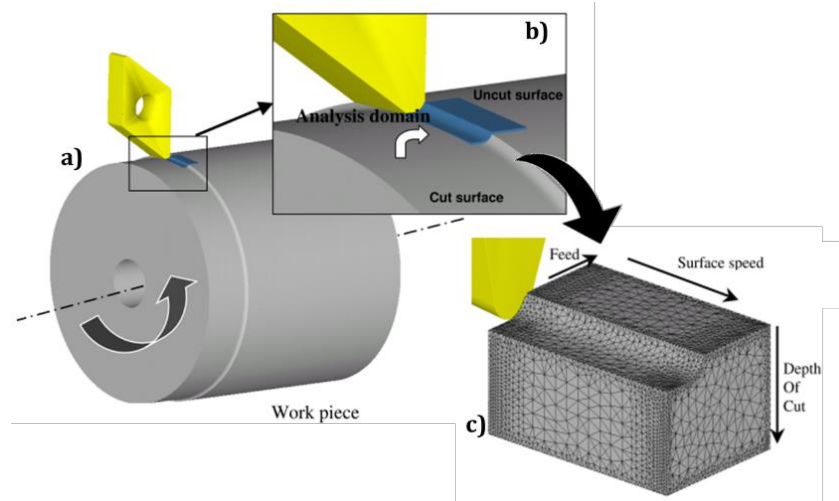 b)
Uncut surface
Analysis domain
a)
Cut surface
Feed
Surface speed
Depth
Of
Cut
c)
Work piece